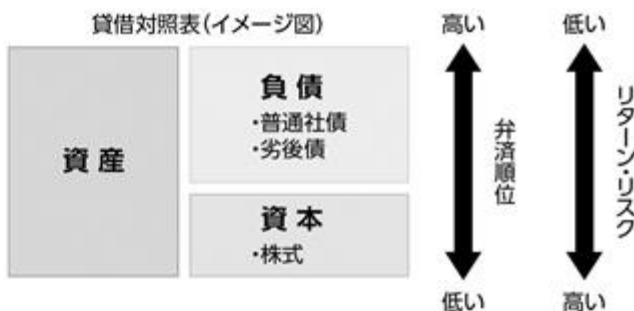 貸借対照表(イメージ図)
資産
負債
・普通社債
・劣後債
資本
・株式
高い
弁済順位
低い
低い
リターン・リスク
高い